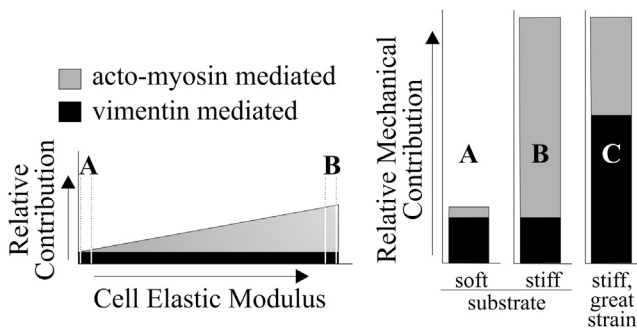 acto-myosin mediated
vimentin mediated
A
B
Relative
Contribution
Cell Elastic Modulus
Relative Mechanical
Contribution
A
B
C
soft
stiff
substrate
stiff,
great
strain